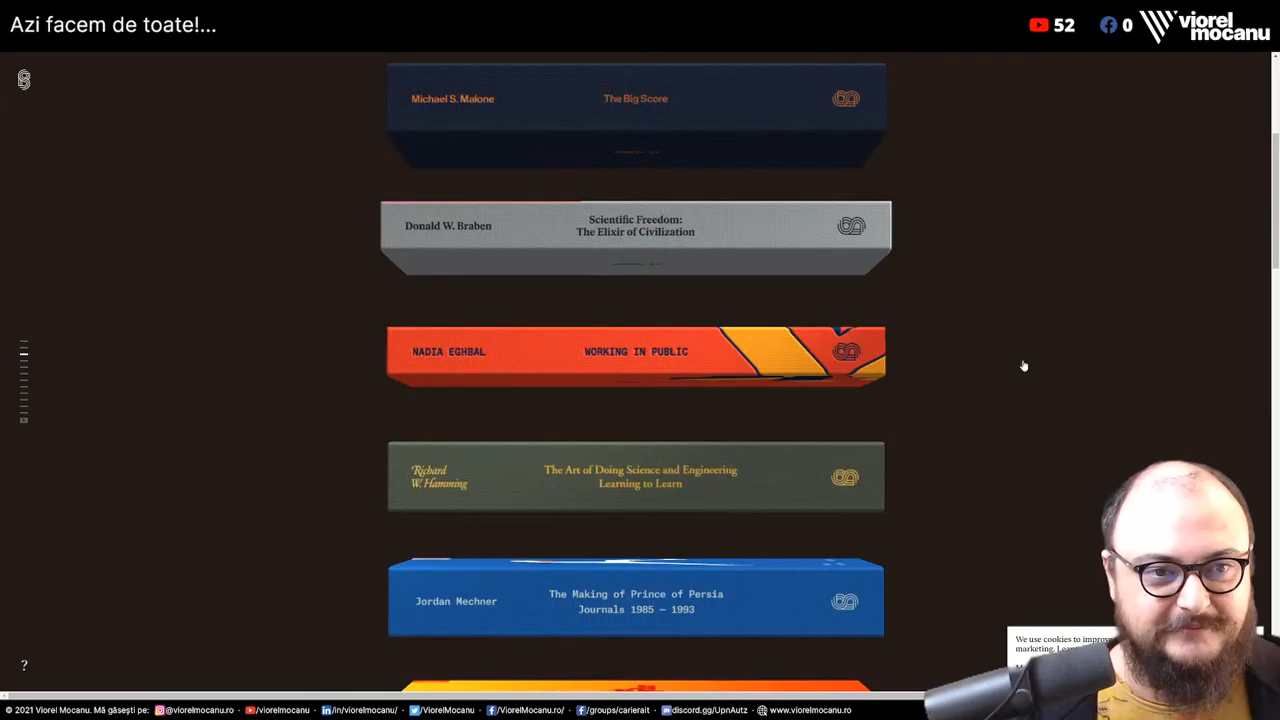 Azi facem de toate!...
52
0
viorel
mocanu
Michael S. Malone
The Big Score
Donald W. Braben
Scientific Freedom:
The Elixir of Civilization
NADIA EGHBAL
WORKING IN PUBLIC
Richard
W. Hamming
The Art of Doing Science and Engineering
Learning to Learn
Jordan Mechner
The Making of Prince of Persia
Journals 1985 — 1993
We use cookies to improve
marketing.
?
© 2021 Viorel Mocanu. Mă găsești pe:
@viorelmocanu.ro
·
/viorelmocanu
·
/in/viorelmocanu/
·
/ViorelMocanu
·
/ViorelMocanu.ro/
·
/groups/carierait
·
discord.gg/UpnAutz
·
www.viorelmocanu.ro